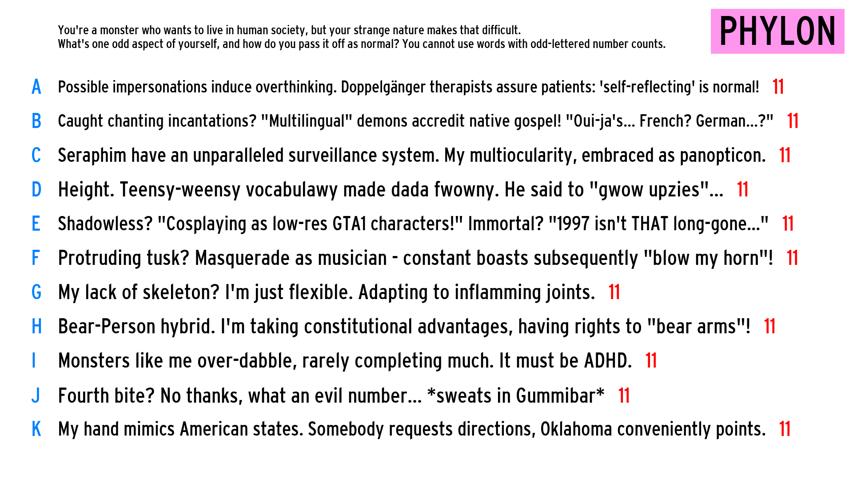 You're a monster who wants to live in human society, but your strange nature makes that difficult.
What's one odd aspect of yourself, and how do you pass it off as normal? You cannot use words with odd-lettered number counts.
PHYLON
A Possible impersonations induce overthinking. Doppelgänger therapists assure patients: 'self-reflecting' is normal! 11
B Caught chanting incantations? "Multilingual" demons accredit native gospel! "Oui-ja's... French? German...?" 11
C Seraphim have an unparalleled surveillance system. My multiocularity, embraced as panopticon. 11
D Height. Teensy-weensy vocabulawy made dada fwowny. He said to "gwow upzies"... 11
E Shadowless? "Cosplaying as low-res GTA1 characters!" Immortal? "1997 isn't THAT long-gone..." 11
F Protruding tusk? Masquerade as musician - constant boasts subsequently "blow my horn"! 11
G My lack of skeleton? I'm just flexible. Adapting to inflamming joints. 11
H Bear-Person hybrid. I'm taking constitutional advantages, having rights to "bear arms"! 11
I Monsters like me over-dabble, rarely completing much. It must be ADHD. 11
J Fourth bite? No thanks, what an evil number... *sweats in Gummibar* 11
K My hand mimics American states. Somebody requests directions, Oklahoma conveniently points. 11